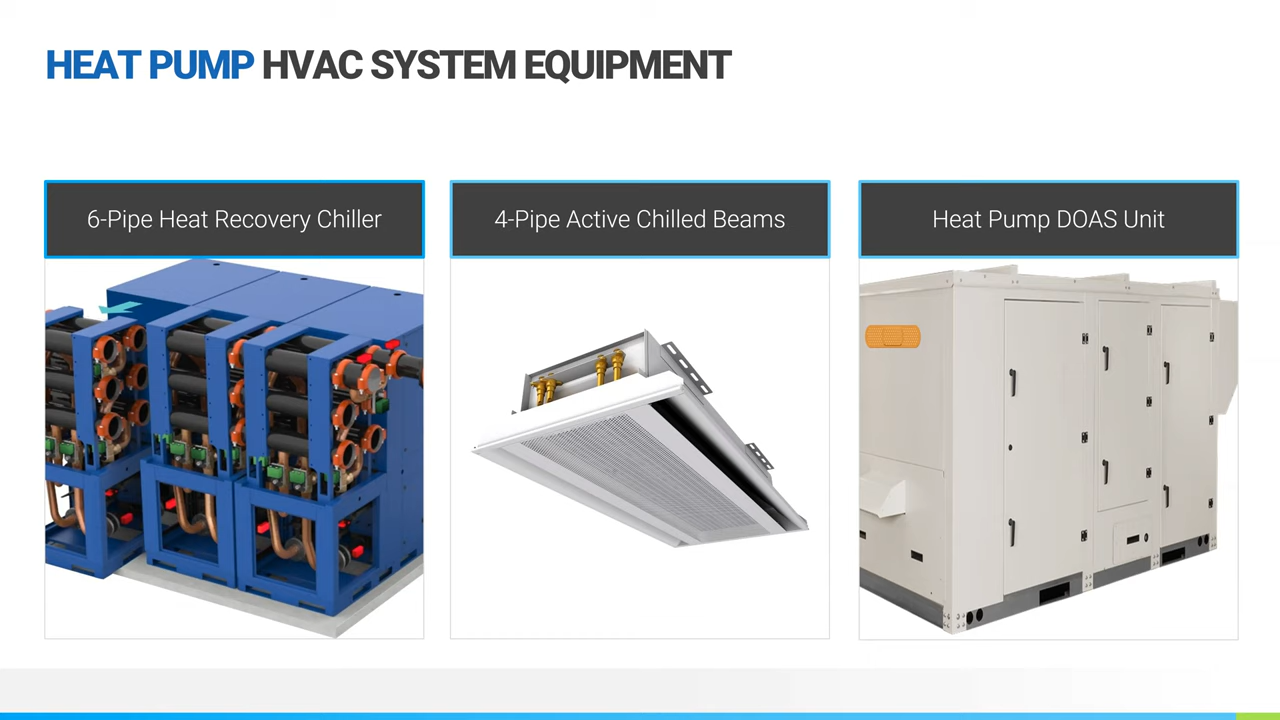 HEAT PUMP HVAC SYSTEM EQUIPMENT
6-Pipe Heat Recovery Chiller
4-Pipe Active Chilled Beams
Heat Pump DOAS Unit